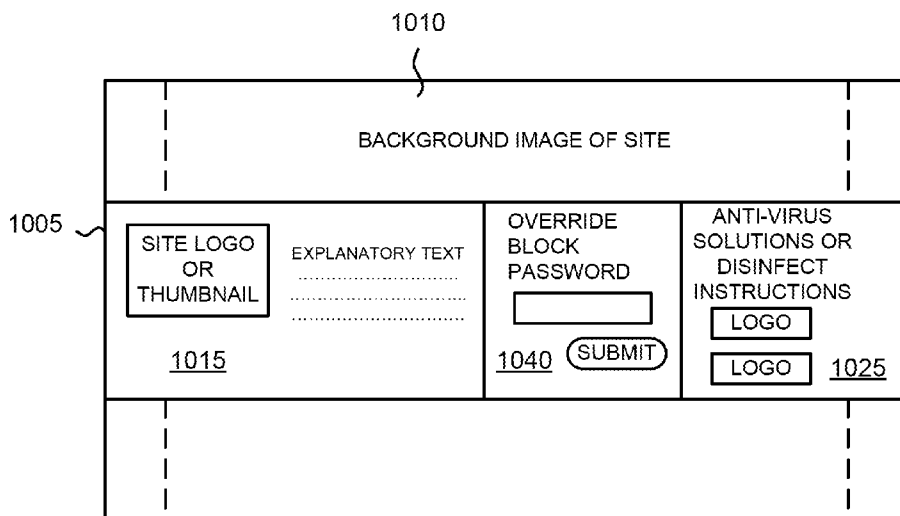 1010
BACKGROUND IMAGE OF SITE
1005
SITE LOGO
OR
THUMBNAIL
EXPLANATORY TEXT
1015
OVERRIDE
BLOCK
PASSWORD
SUBMIT
1040
ANTI-VIRUS
SOLUTIONS OR
DISINFECT
INSTRUCTIONS
LOGO
LOGO
1025